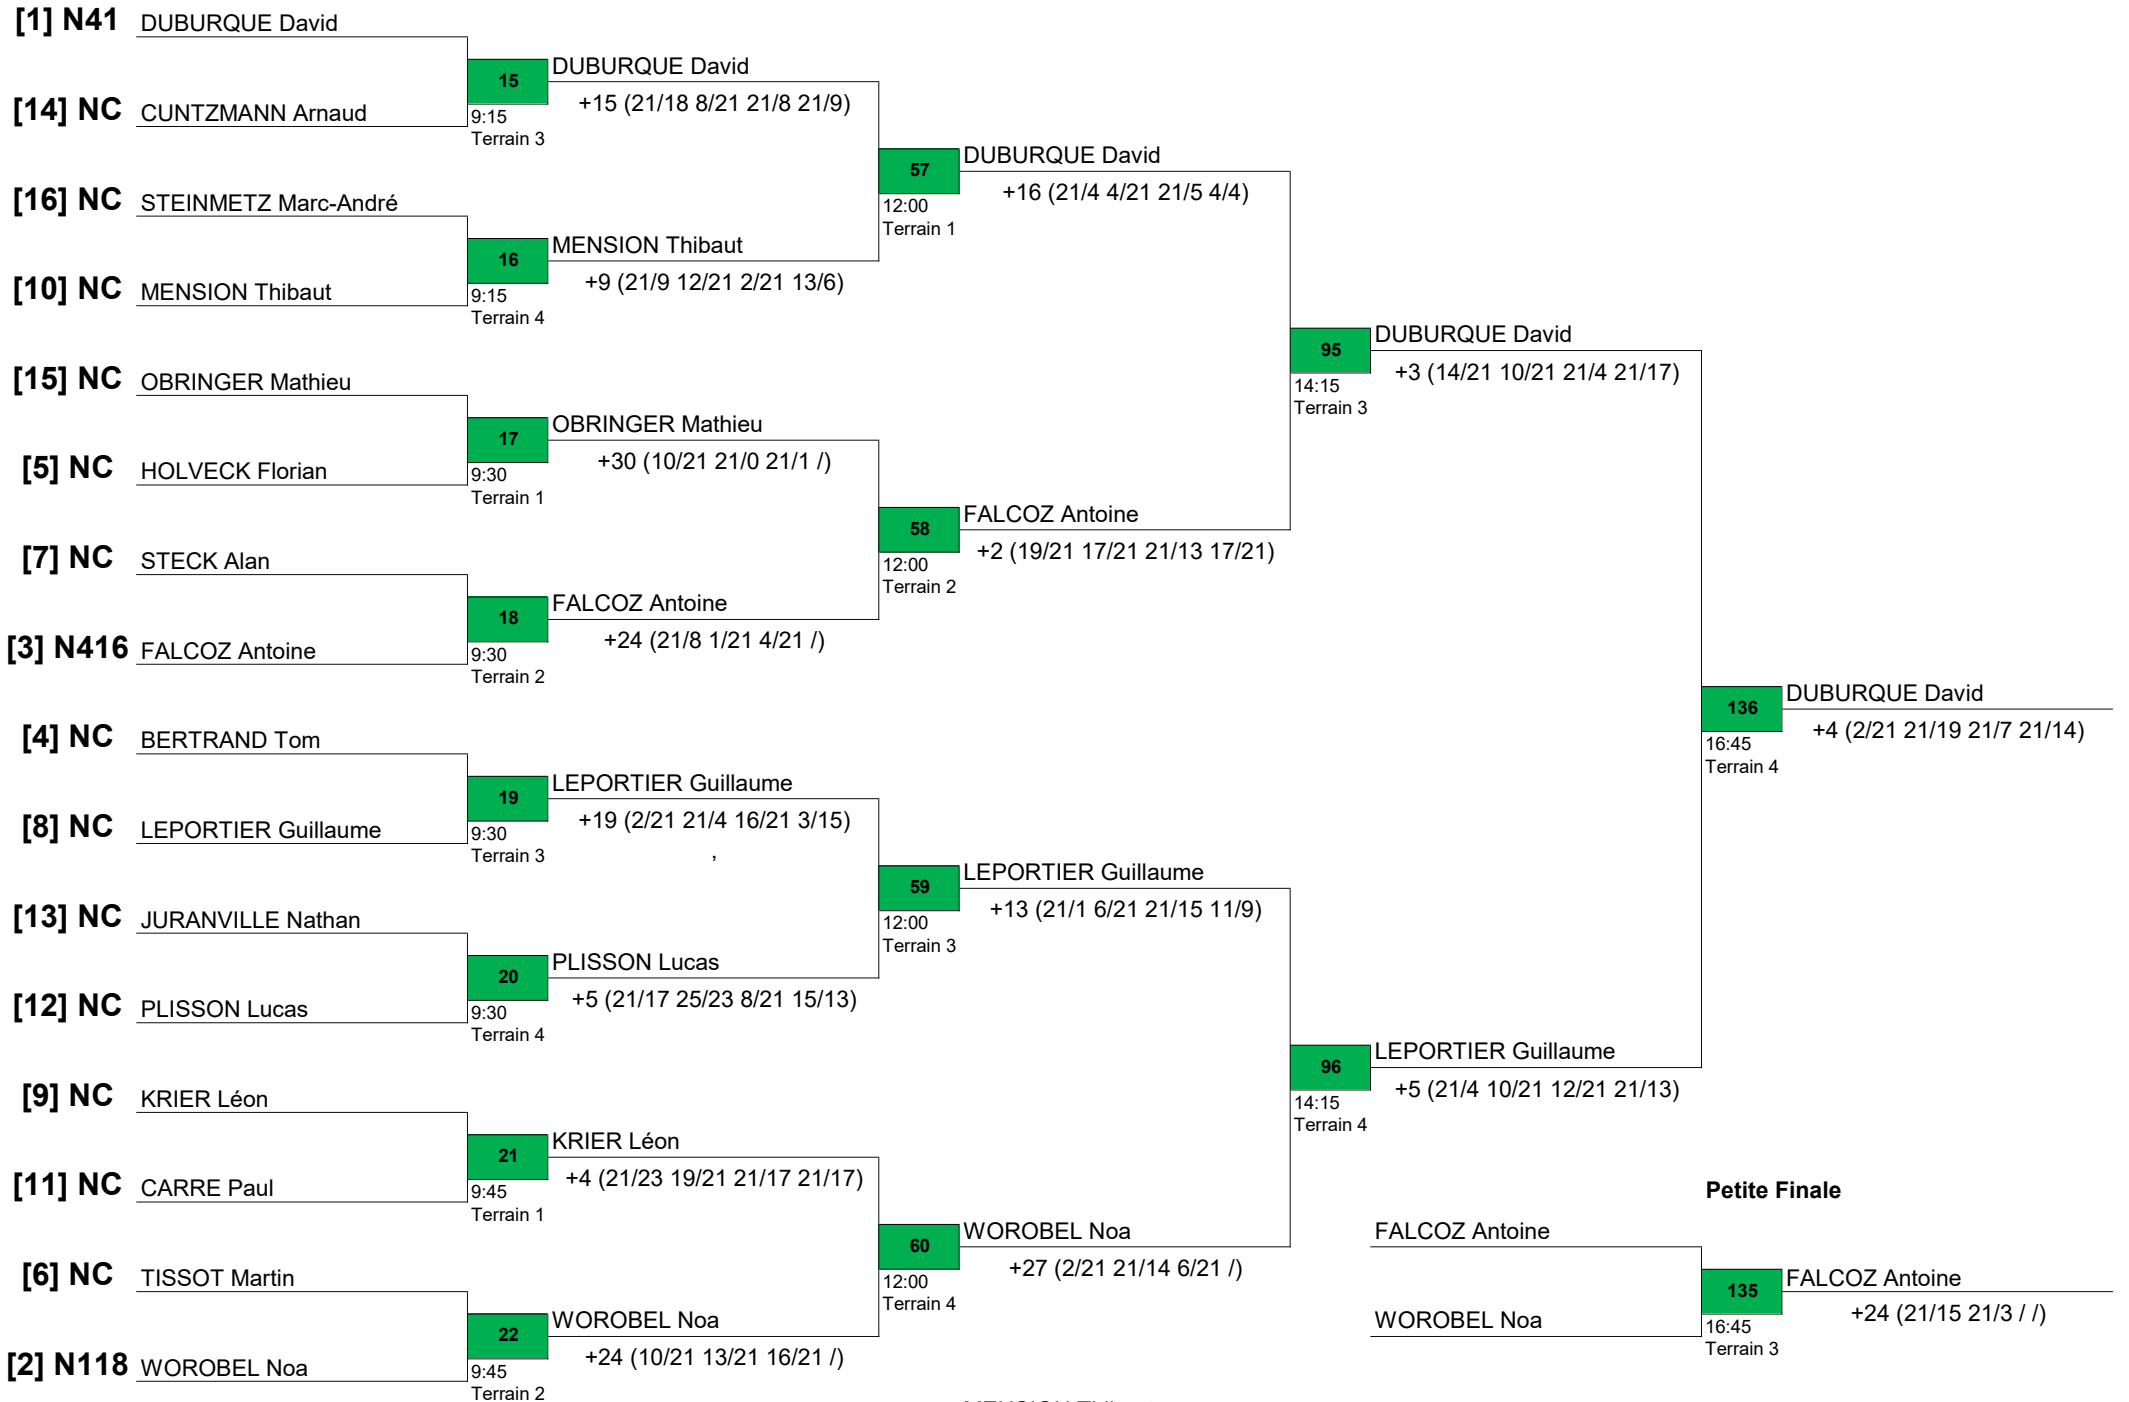 [1] N41 DUBURQUE David
15 DUBURQUE David
+15 (21/18 8/21 21/8 21/9)
[14] NC CUNTZMANN Arnaud
9:15
Terrain 3
57 DUBURQUE David
+16 (21/4 4/21 21/5 4/4)
12:00
Terrain 1
[16] NC STEINMETZ Marc-André
16 MENSION Thibaut
+9 (21/9 12/21 2/21 13/6)
[10] NC MENSION Thibaut
9:15
Terrain 4
95 DUBURQUE David
+3 (14/21 10/21 21/4 21/17)
14:15
Terrain 3
[15] NC OBRINGER Mathieu
17 OBRINGER Mathieu
+30 (10/21 21/0 21/1 /)
[5] NC HOLVECK Florian
9:30
Terrain 1
58 FALCOZ Antoine
+2 (19/21 17/21 21/13 17/21)
12:00
Terrain 2
[7] NC STECK Alan
18 FALCOZ Antoine
+24 (21/8 1/21 4/21 /)
[3] N416 FALCOZ Antoine
9:30
Terrain 2
136 DUBURQUE David
+4 (2/21 21/19 21/7 21/14)
16:45
Terrain 4
[4] NC BERTRAND Tom
19 LEPORTIER Guillaume
+19 (2/21 21/4 16/21 3/15)
,
[8] NC LEPORTIER Guillaume
9:30
Terrain 3
59 LEPORTIER Guillaume
+13 (21/1 6/21 21/15 11/9)
12:00
Terrain 3
[13] NC JURANVILLE Nathan
20 PLISSON Lucas
+5 (21/17 25/23 8/21 15/13)
[12] NC PLISSON Lucas
9:30
Terrain 4
96 LEPORTIER Guillaume
+5 (21/4 10/21 12/21 21/13)
14:15
Terrain 4
[9] NC KRIER Léon
21 KRIER Léon
+4 (21/23 19/21 21/17 21/17)
[11] NC CARRE Paul
9:45
Terrain 1
60 WOROBEL Noa
+27 (2/21 21/14 6/21 /)
12:00
Terrain 4
[6] NC TISSOT Martin
22 WOROBEL Noa
+24 (10/21 13/21 16/21 /)
[2] N118 WOROBEL Noa
9:45
Terrain 2
Petite Finale
FALCOZ Antoine
135 FALCOZ Antoine
+24 (21/15 21/3 / /)
WOROBEL Noa
16:45
Terrain 3